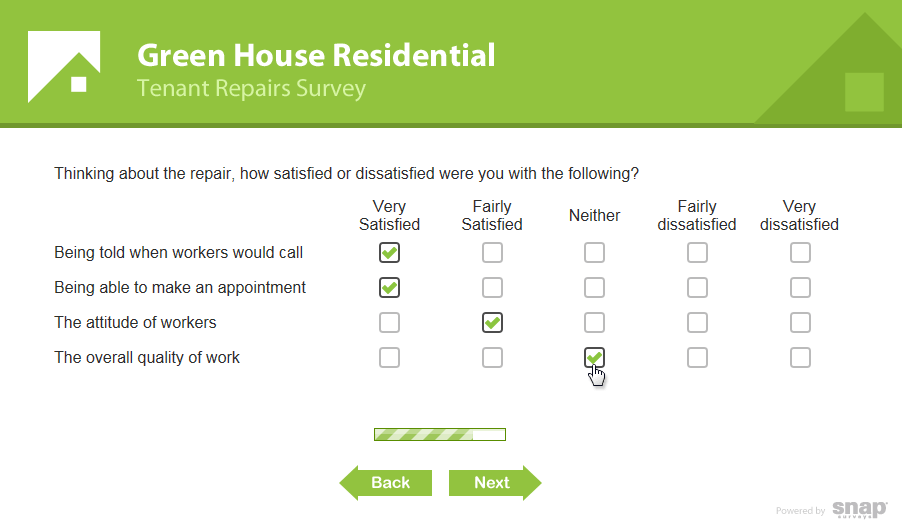 Green House Residential
Tenant Repairs Survey
Thinking about the repair, how satisfied or dissatisfied were you with the following?
Very Satisfied
Fairly Satisfied
Neither
Fairly dissatisfied
Very dissatisfied
Being told when workers would call
Being able to make an appointment
The attitude of workers
The overall quality of work
Back
Next
Powered by snap
surveys